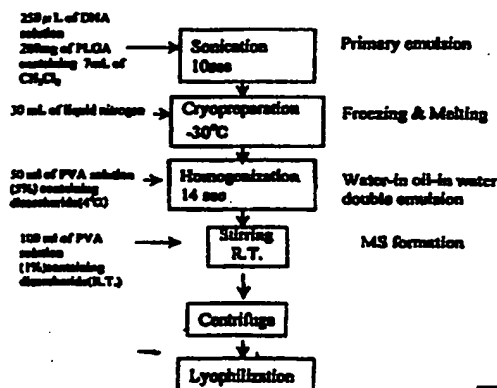 250 μL of DNA
solution
200mg of PLGA
containing 7mL of
CH₂Cl₂
Sonication
10sec
Primary emulsion
30 mL of liquid nitrogen
Cryopreparation
-30°C
Freezing & Melting
50 ml of PVA solution
(5%) containing
disaccharide(4°C)
Homogenization
14 sec
Water-in oil-in water
double emulsion
100 ml of PVA
solution
(1%)containing
disaccharide(R.T.)
Stirring
R.T.
MS formation
Centrifuge
Lyophilization